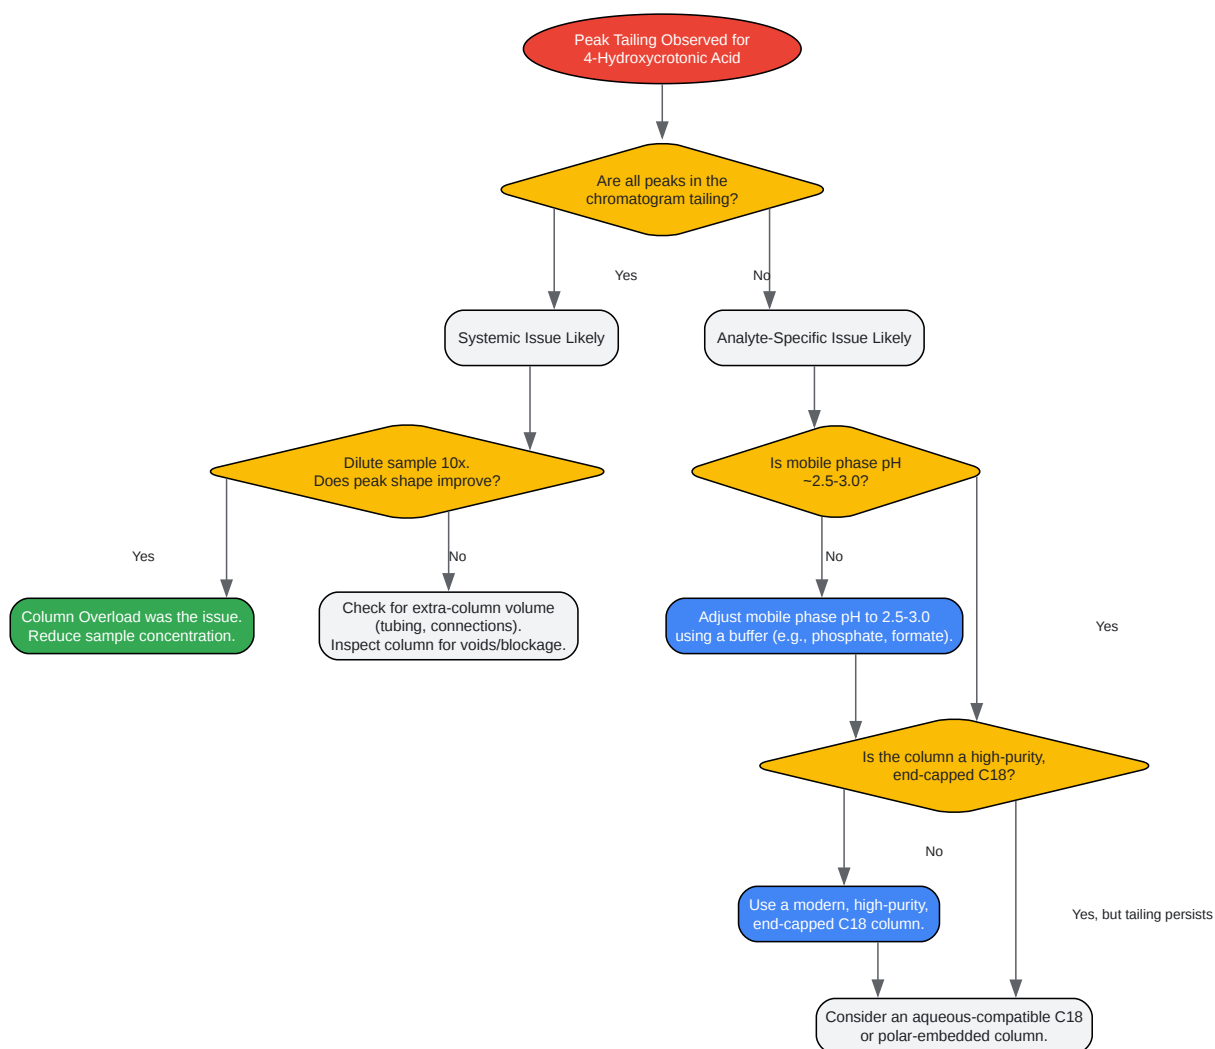 Peak Tailing Observed for
4-Hydroxycrotonic Acid
Are all peaks in the
chromatogram tailing?
Yes
No
Systemic Issue Likely
Analyte-Specific Issue Likely
Dilute sample 10x.
Does peak shape improve?
Is mobile phase pH
~2.5-3.0?
Yes
No
No
Column Overload was the issue.
Reduce sample concentration.
Check for extra-column volume
(tubing, connections).
Inspect column for voids/blockage.
Adjust mobile phase pH to 2.5-3.0
using a buffer (e.g., phosphate, formate).
Yes
Is the column a high-purity,
end-capped C18?
No
Use a modern, high-purity,
end-capped C18 column.
Yes, but tailing persists
Consider an aqueous-compatible C18
or polar-embedded column.